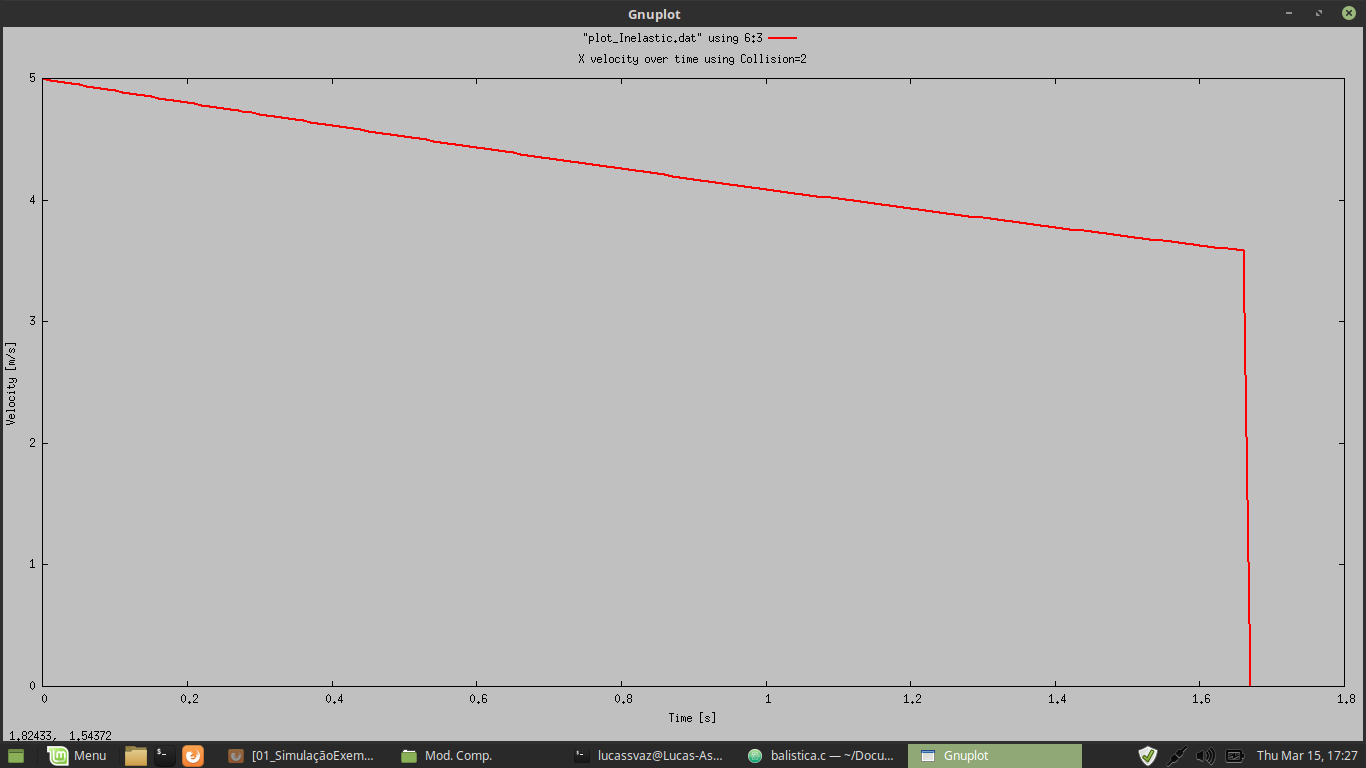 Gnuplot
"plot_Inelastic.dat" using 6:3
X velocity over time using Collision=2
5
4
3
2
1
0
Velocity [m/s]
0 0.2 0.4 0.6 0.8 1 1.2 1.4 1.6 1.8
Time [s]
1.82433, 1.54372
Menu [01_SimulaçãoExem... Mod. Comp. lucassvaz@Lucas-As... balistica.c — ~/Docu... Gnuplot Thu Mar 15, 17:27